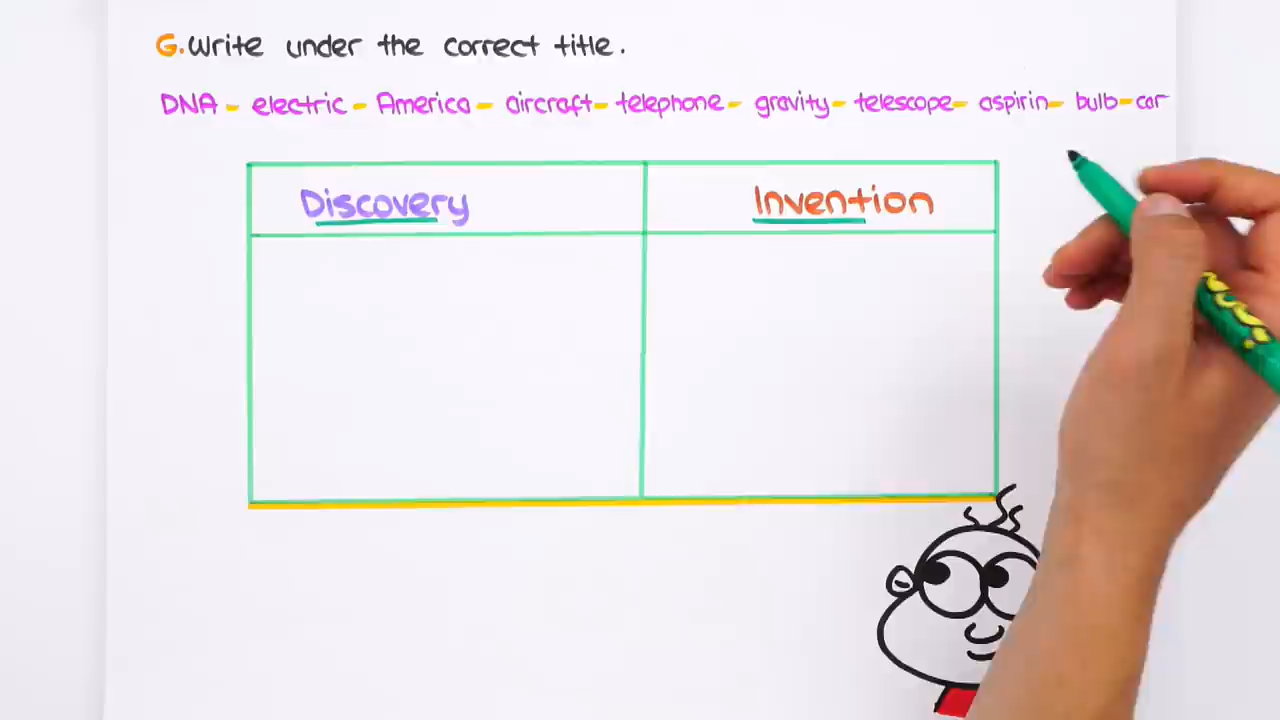 G. Write under the correct title.
DNA - electric - America - aircraft - telephone - gravity - telescope - aspirin - bulb - car
Discovery Invention